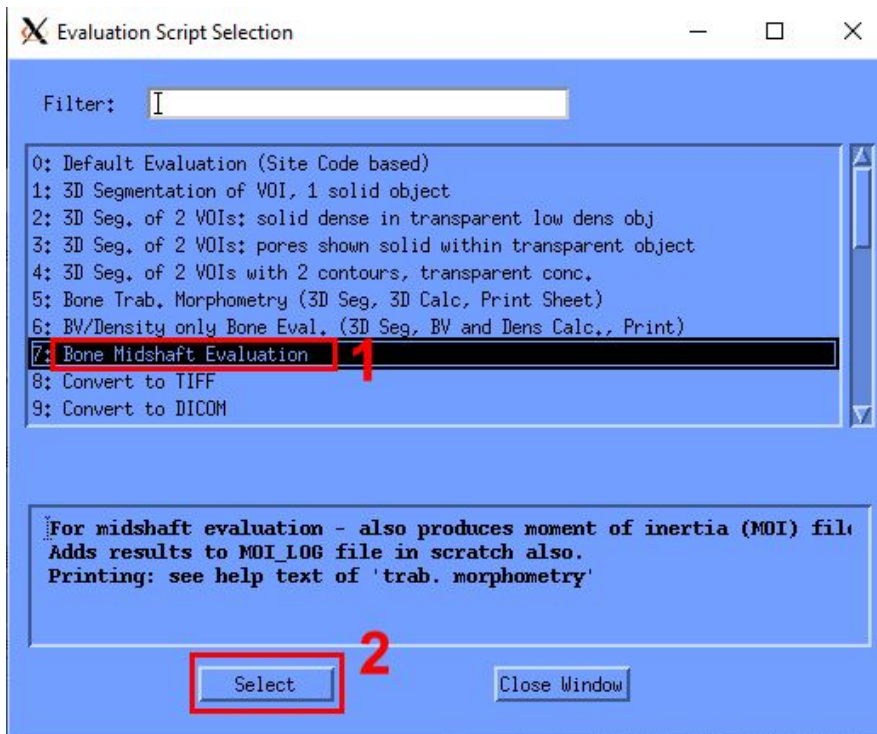 Evaluation Script Selection
Filter:
0: Default Evaluation (Site Code based)
1: 3D Segmentation of VOI, 1 solid object
2: 3D Seg. of 2 VOIs: solid dense in transparent low dens obj
3: 3D Seg. of 2 VOIs: pores shown solid within transparent object
4: 3D Seg. of 2 VOIs with 2 contours, transparent conc.
5: Bone Trab. Morphometry (3D Seg, 3D Calc, Print Sheet)
6: BV/Density only Bone Eval. (3D Seg, BV and Dens Calc., Print)
7: Bone Midshaft Evaluation 1
8: Convert to TIFF
9: Convert to DICOM
For midshaft evaluation - also produces moment of inertia (MOI) file
Adds results to MOI_LOG file in scratch also.
Printing: see help text of 'trab. morphometry'
2
Select Close Window